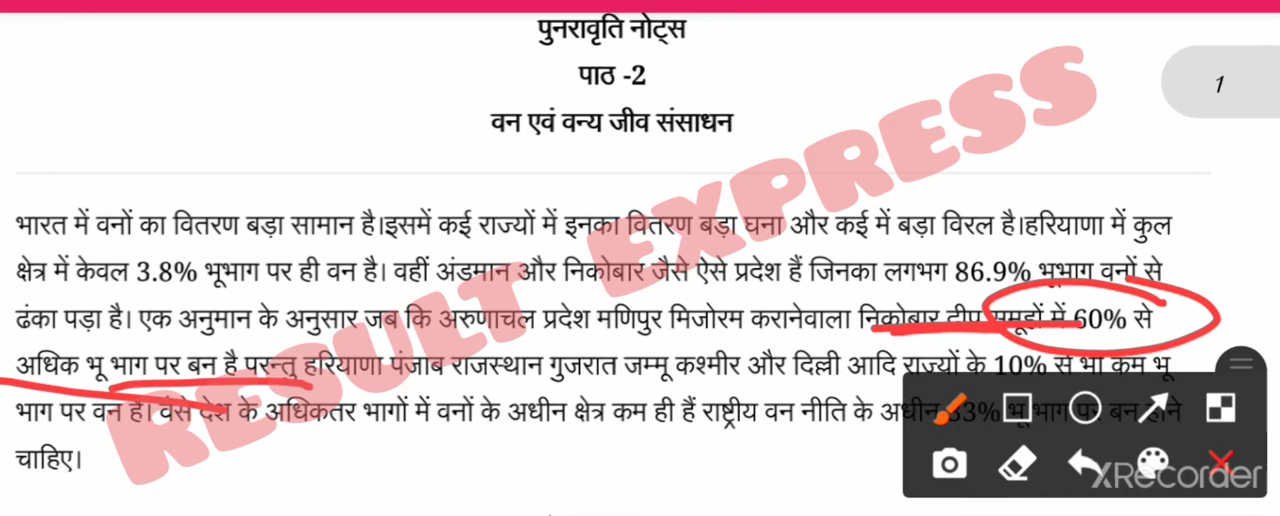 पुनरावृति नोट्स
पाठ -2
1
वन एवं वन्य जीव संसाधन
RESULT EXPRESS
भारत में वनों का वितरण बड़ा सामान है।इसमें कई राज्यों में इनका वितरण बड़ा घना और कई में बड़ा विरल है।हरियाणा में कुल
क्षेत्र में केवल 3.8% भूभाग पर ही वन है। वहीं अंडमान और निकोबार जैसे ऐसे प्रदेश हैं जिनका लगभग 86.9% भूभाग वनों से
ढंका पड़ा है। एक अनुमान के अनुसार जब कि अरुणाचल प्रदेश मणिपुर मिजोरम करानेवाला निकोबार दीप समूहों में 60% से
अधिक भू भाग पर बन है परन्तु हरियाणा पंजाब राजस्थान गुजरात जम्मू कश्मीर और दिल्ली आदि राज्यों के 10% से भी कम भू
भाग पर वन है। वैसे देश के अधिकतर भागों में वनों के अधीन क्षेत्र कम ही हैं राष्ट्रीय वन नीति के अधीन 33% भू भाग पर बन होने
चाहिए।
XRecorder